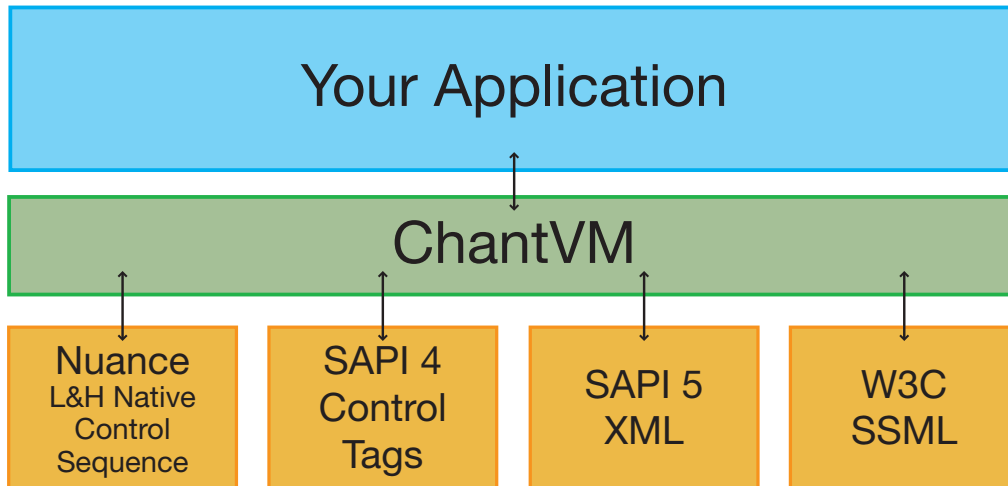 Your Application
ChantVM
Nuance
L&H Native
Control
Sequence
SAPI 4
Control
Tags
SAPI 5
XML
W3C
SSML